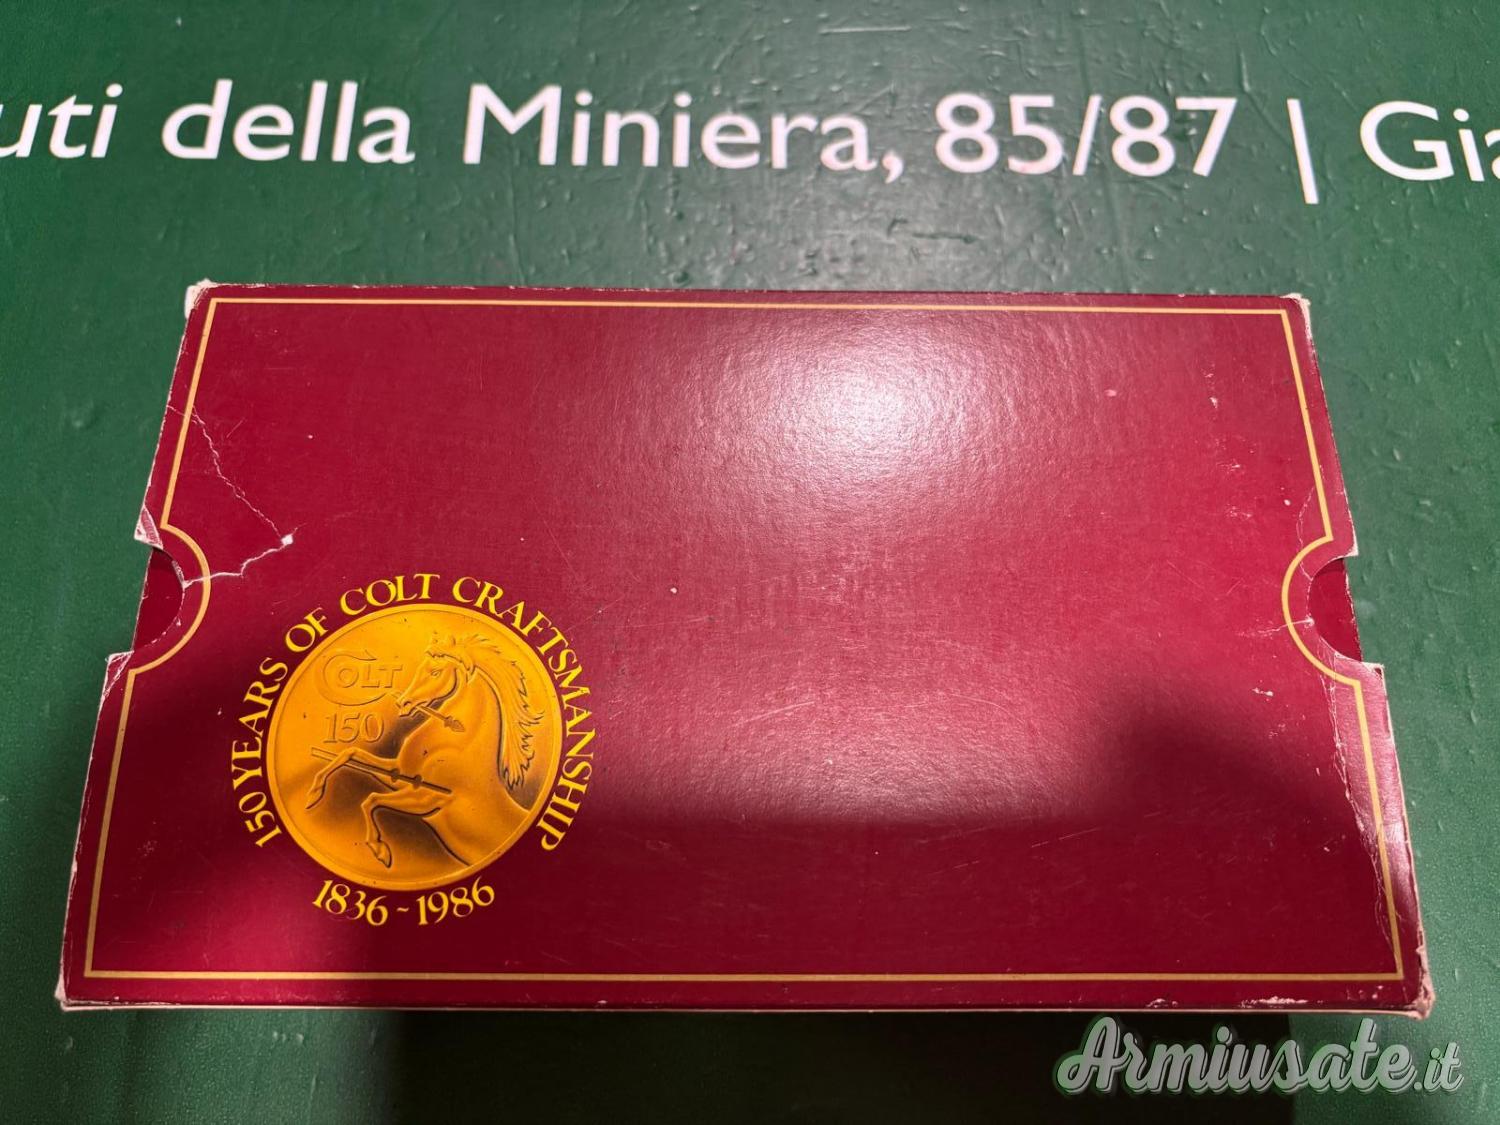 uti della Miniera, 85/87 | Gia
150 YEARS OF COLT CRAFTSMANSHIP
COLT
150
1836 ~ 1986
Armiusate.it